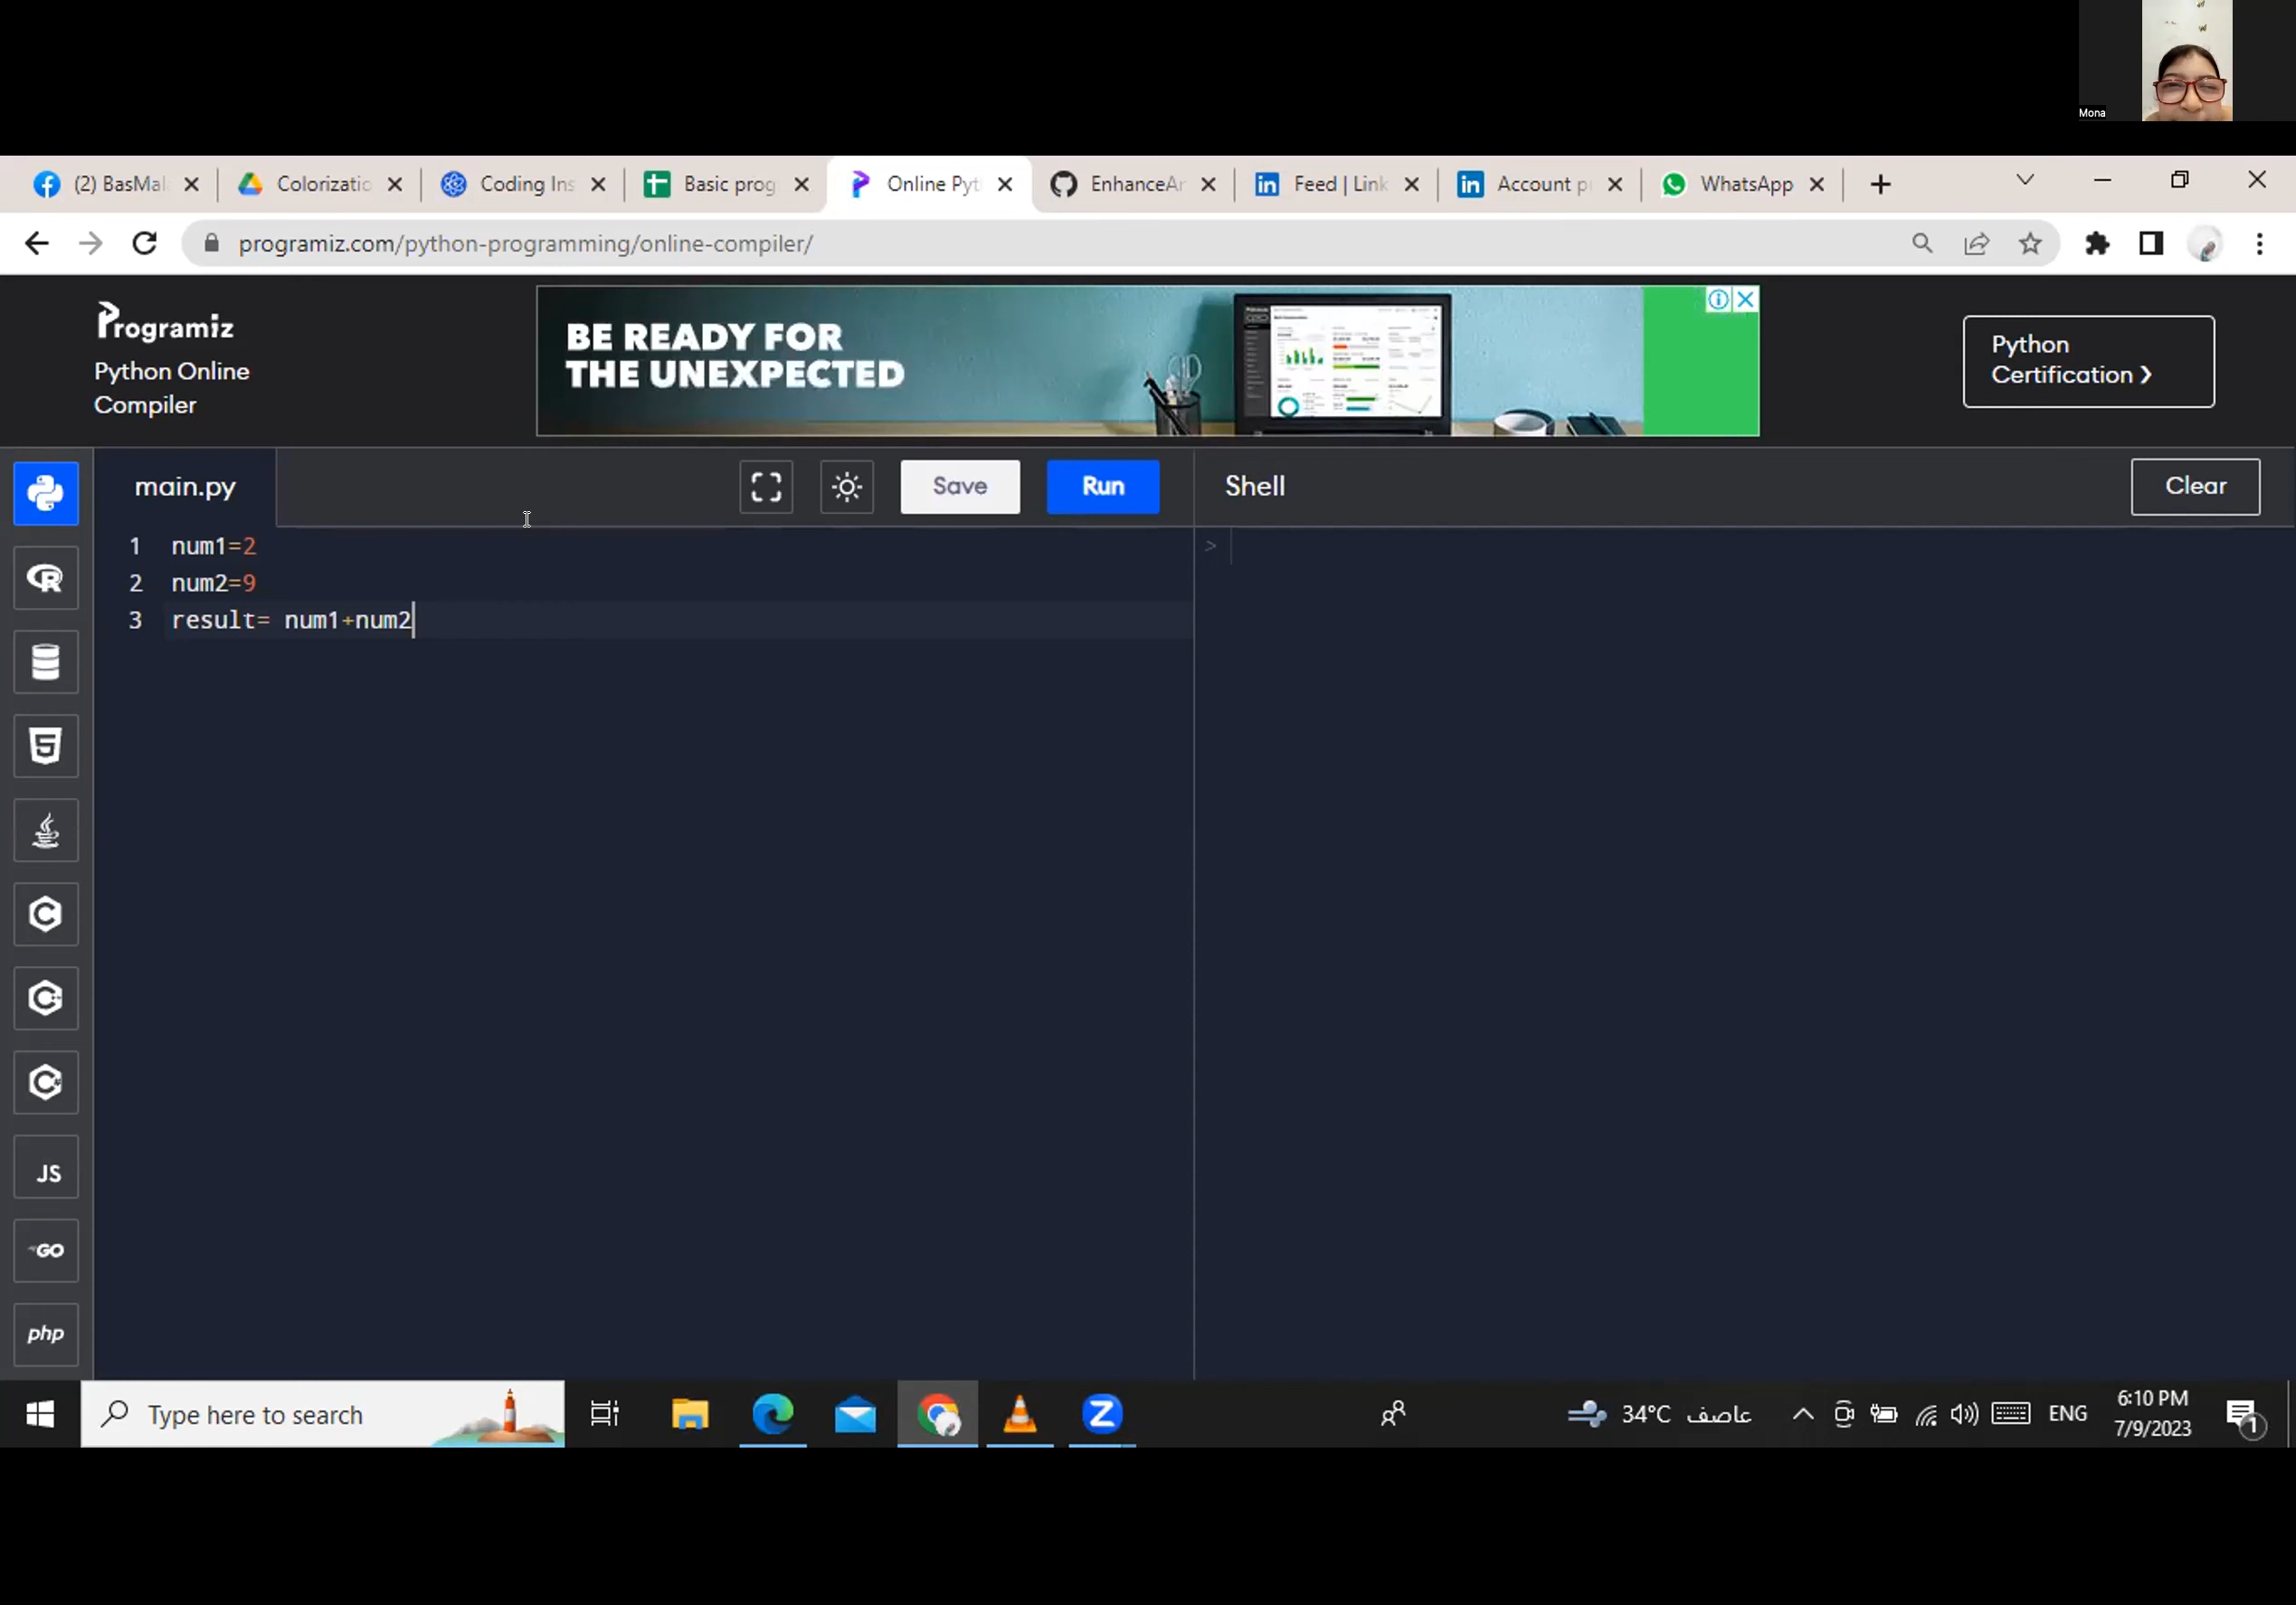 Mona
(2) BasMal
Colorizatio
Coding Ins
Basic prog
Online Pyt
EnhanceAr
Feed | Link
Account p
WhatsApp
programiz.com/python-programming/online-compiler/
Programiz
Python Online
Compiler
BE READY FOR
THE UNEXPECTED
Python
Certification
main.py
Save
Run
Shell
Clear
1 num1=2
2 num2=9
3 result= num1+num2
>
JS
GO
php
Type here to search
34°C عاصف
ENG
6:10 PM
7/9/2023
1